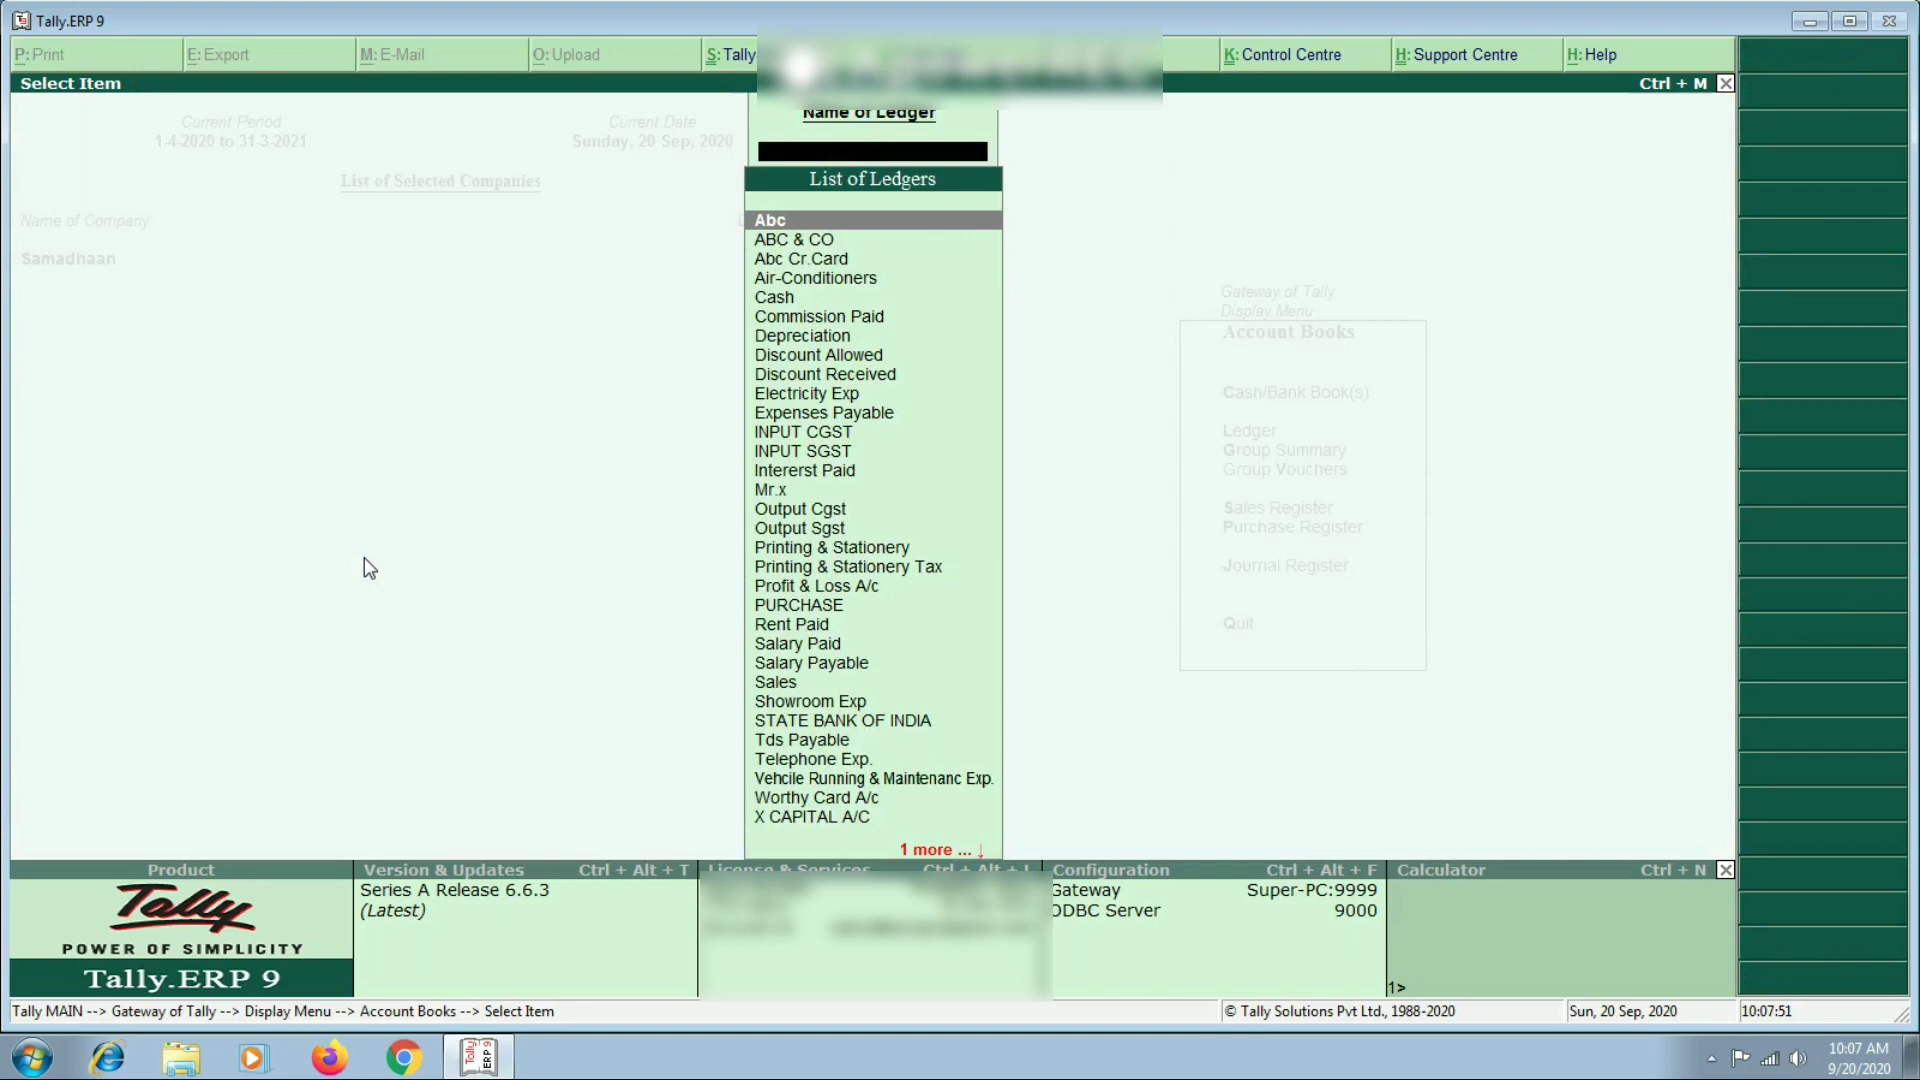 Tally.ERP 9
P: Print
E: Export
M: E-Mail
O: Upload
S: Tally
K: Control Centre
H: Support Centre
H: Help
Select Item
Ctrl + M
Current Period
1-4-2020 to 31-3-2021
Current Date
Sunday, 20 Sep, 2020
List of Selected Companies
Name of Company
Samadhaan
Name of Ledger
List of Ledgers
Abc
ABC & CO
Abc Cr.Card
Air-Conditioners
Cash
Commission Paid
Depreciation
Discount Allowed
Discount Received
Electricity Exp
Expenses Payable
INPUT CGST
INPUT SGST
Intererst Paid
Mr.x
Output Cgst
Output Sgst
Printing & Stationery
Printing & Stationery Tax
Profit & Loss A/c
PURCHASE
Rent Paid
Salary Paid
Salary Payable
Sales
Showroom Exp
STATE BANK OF INDIA
Tds Payable
Telephone Exp.
Vehcile Running & Maintenanc Exp.
Worthy Card A/c
X CAPITAL A/C
1 more ... ↓
Gateway of Tally
Display Menu
Account Books
Cash/Bank Book(s)
Ledger
Group Summary
Group Vouchers
Sales Register
Purchase Register
Journal Register
Quit
Product
Tally
POWER OF SIMPLICITY
Tally.ERP 9
Version & Updates Ctrl + Alt + T
Series A Release 6.6.3
(Latest)
License & Services Ctrl + Alt + L
Configuration Ctrl + Alt + F
Gateway Super-PC:9999
ODBC Server 9000
Calculator Ctrl + N
1>
Tally MAIN --> Gateway of Tally --> Display Menu --> Account Books --> Select Item
© Tally Solutions Pvt Ltd., 1988-2020
Sun, 20 Sep, 2020
10:07:51
Tally
ERP 9
10:07 AM
9/20/2020